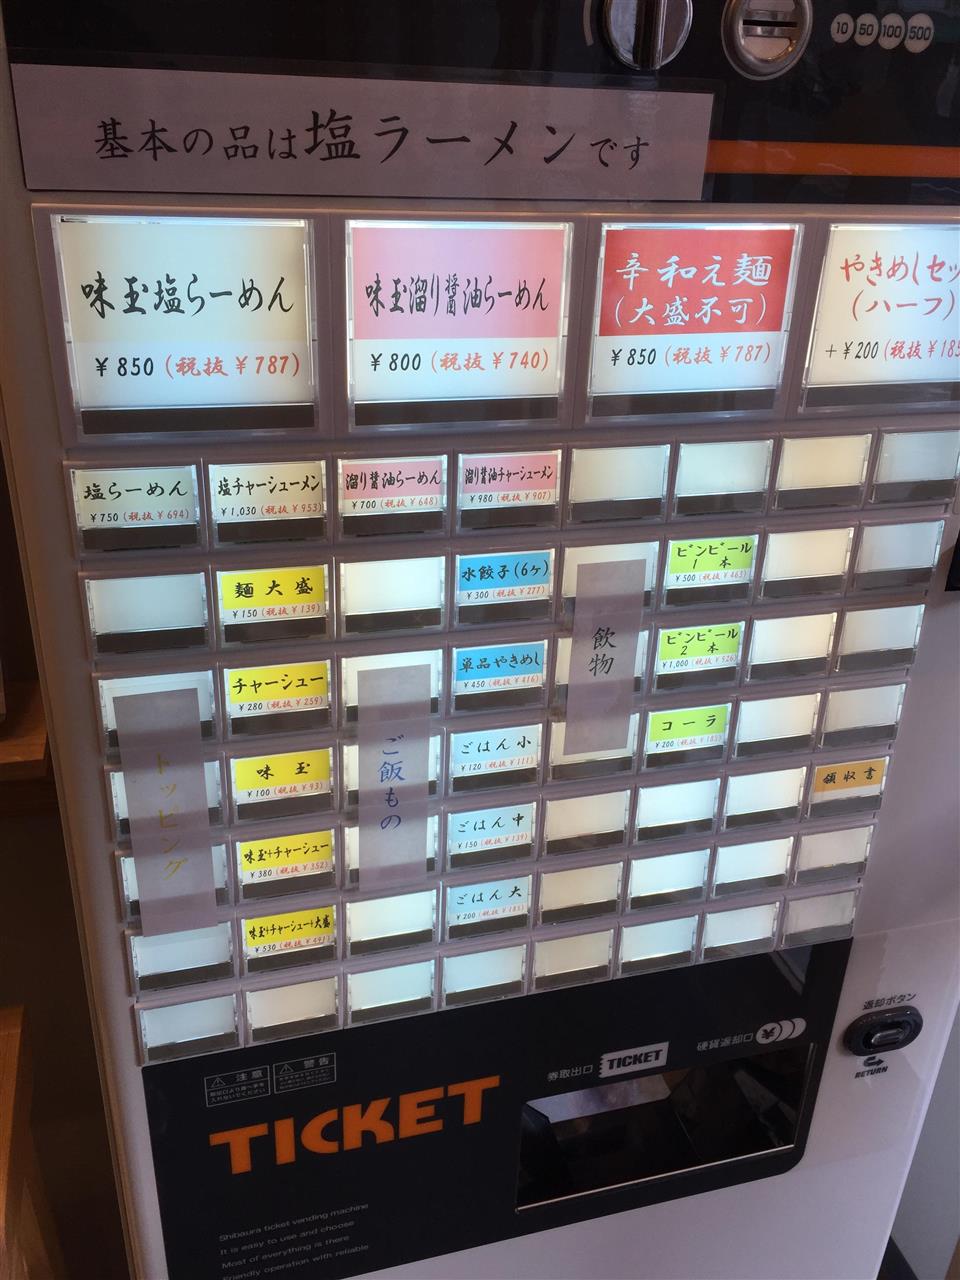 10 50 100 500
基本の品は塩ラーメンです
味玉塩らーめん
¥850(税抜¥787)
味玉溜り醤油らーめん
¥800(税抜¥740)
辛和え麺
(大盛不可)
¥850(税抜¥787)
やきめしセッ
(ハーフ)
+¥200(税抜¥185
塩らーめん
¥750(税抜¥694)
塩チャーシューメン
¥1,030(税抜¥953)
溜り醤油らーめん
¥700(税抜¥648)
溜り醤油チャーシューメン
¥980(税抜¥907)
麺大盛
¥150(税抜¥139)
水餃子(6ケ)
¥300(税抜¥277)
ビンビール
1本
¥500(税抜¥463)
チャーシュー
¥280(税抜¥259)
単品やきめし
¥450(税抜¥416)
飲物
ビンビール
2本
¥1,000(税抜¥926)
トッピング
味玉
¥100(税抜¥93)
ご飯もの
ごはん小
¥120(税抜¥111)
コーラ
¥200(税抜¥185)
味玉+チャーシュー
¥380(税抜¥352)
ごはん中
¥150(税抜¥139)
領収書
味玉+チャーシュー+大盛
¥530(税抜¥491)
ごはん大
¥200(税抜¥185)
返却ボタン
RETURN
注意
警告
券取出口
TICKET
硬貨返却口
TICKET
Shibaura ticket vending machine
It is easy to use and choose
Most of everything is there
Friendly operation with reliable